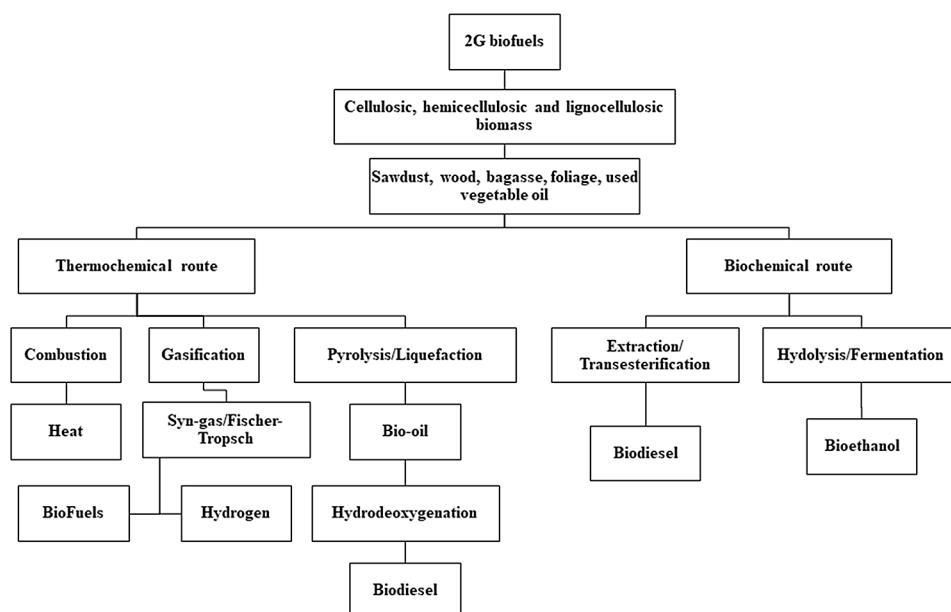 2G biofuels
Cellulosic, hemicecllulosic and lignocellulosic
biomass
Sawdust, wood, bagasse, foliage, used
vegetable oil
Thermochemical route
Biochemical route
Combustion
Gasification
Pyrolysis/Liquefaction
Extraction/
Transesterification
Hydolysis/Fermentation
Heat
Syn-gas/Fischer-
Tropsch
Bio-oil
Biodiesel
Bioethanol
BioFuels
Hydrogen
Hydrodeoxygenation
Biodiesel